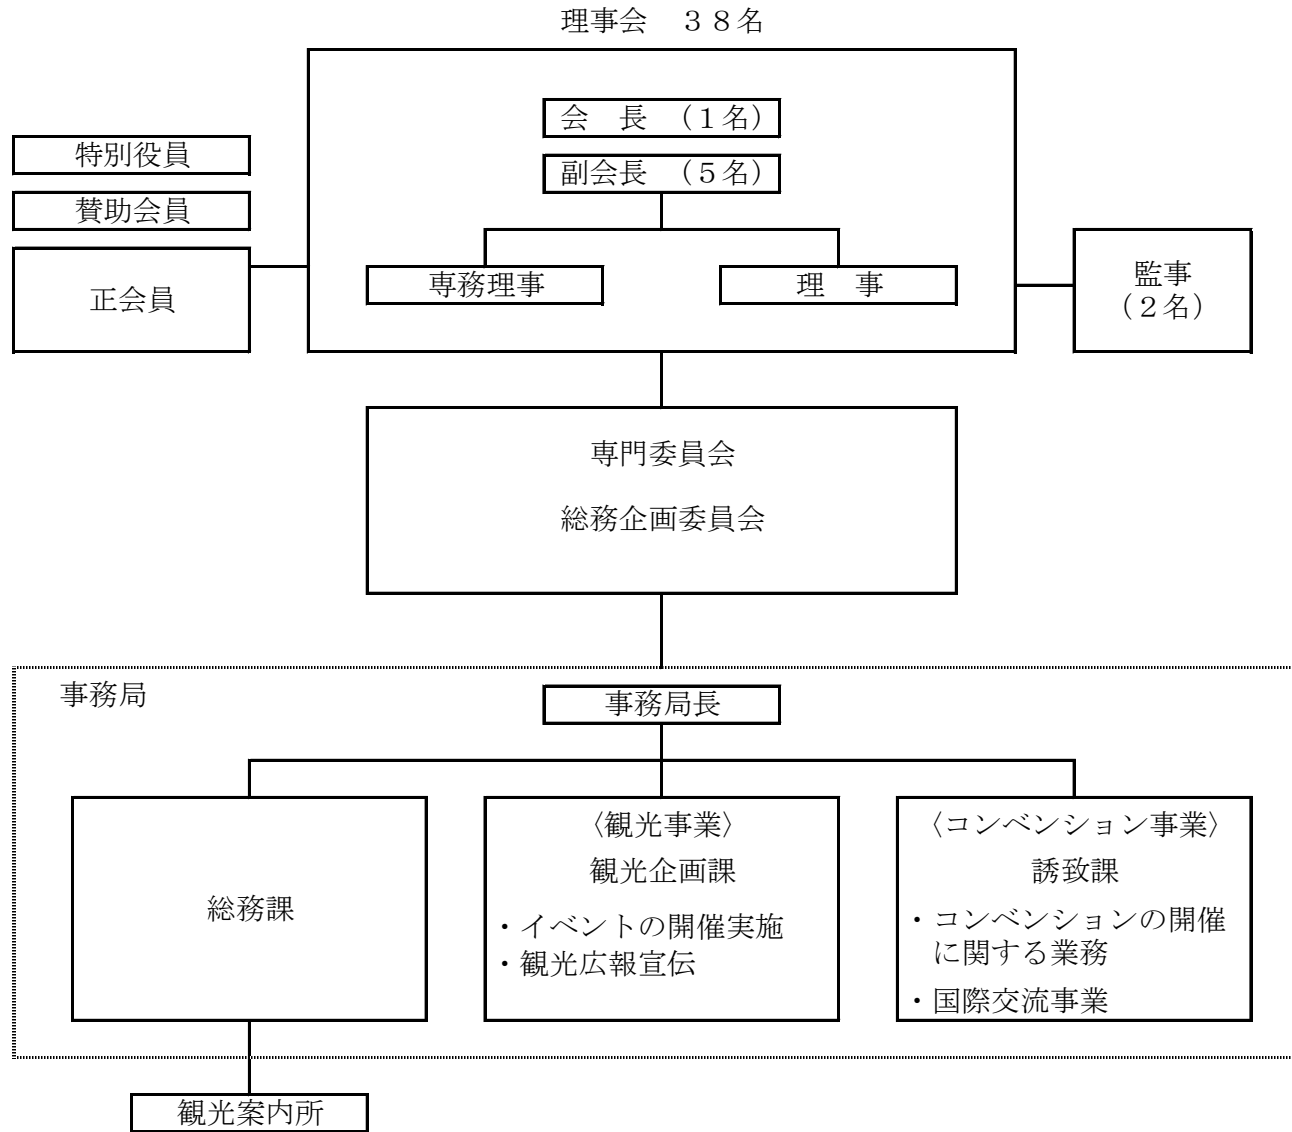 理事会　３８名
会　長　（１名）
副会長　（５名）
専務理事
理　事
特別役員
賛助会員
正会員
監事
（２名）
専門委員会
総務企画委員会
事務局
事務局長
総務課
〈観光事業〉
観光企画課
・イベントの開催実施
・観光広報宣伝
〈コンベンション事業〉
誘致課
・コンベンションの開催
に関する業務
・国際交流事業
観光案内所